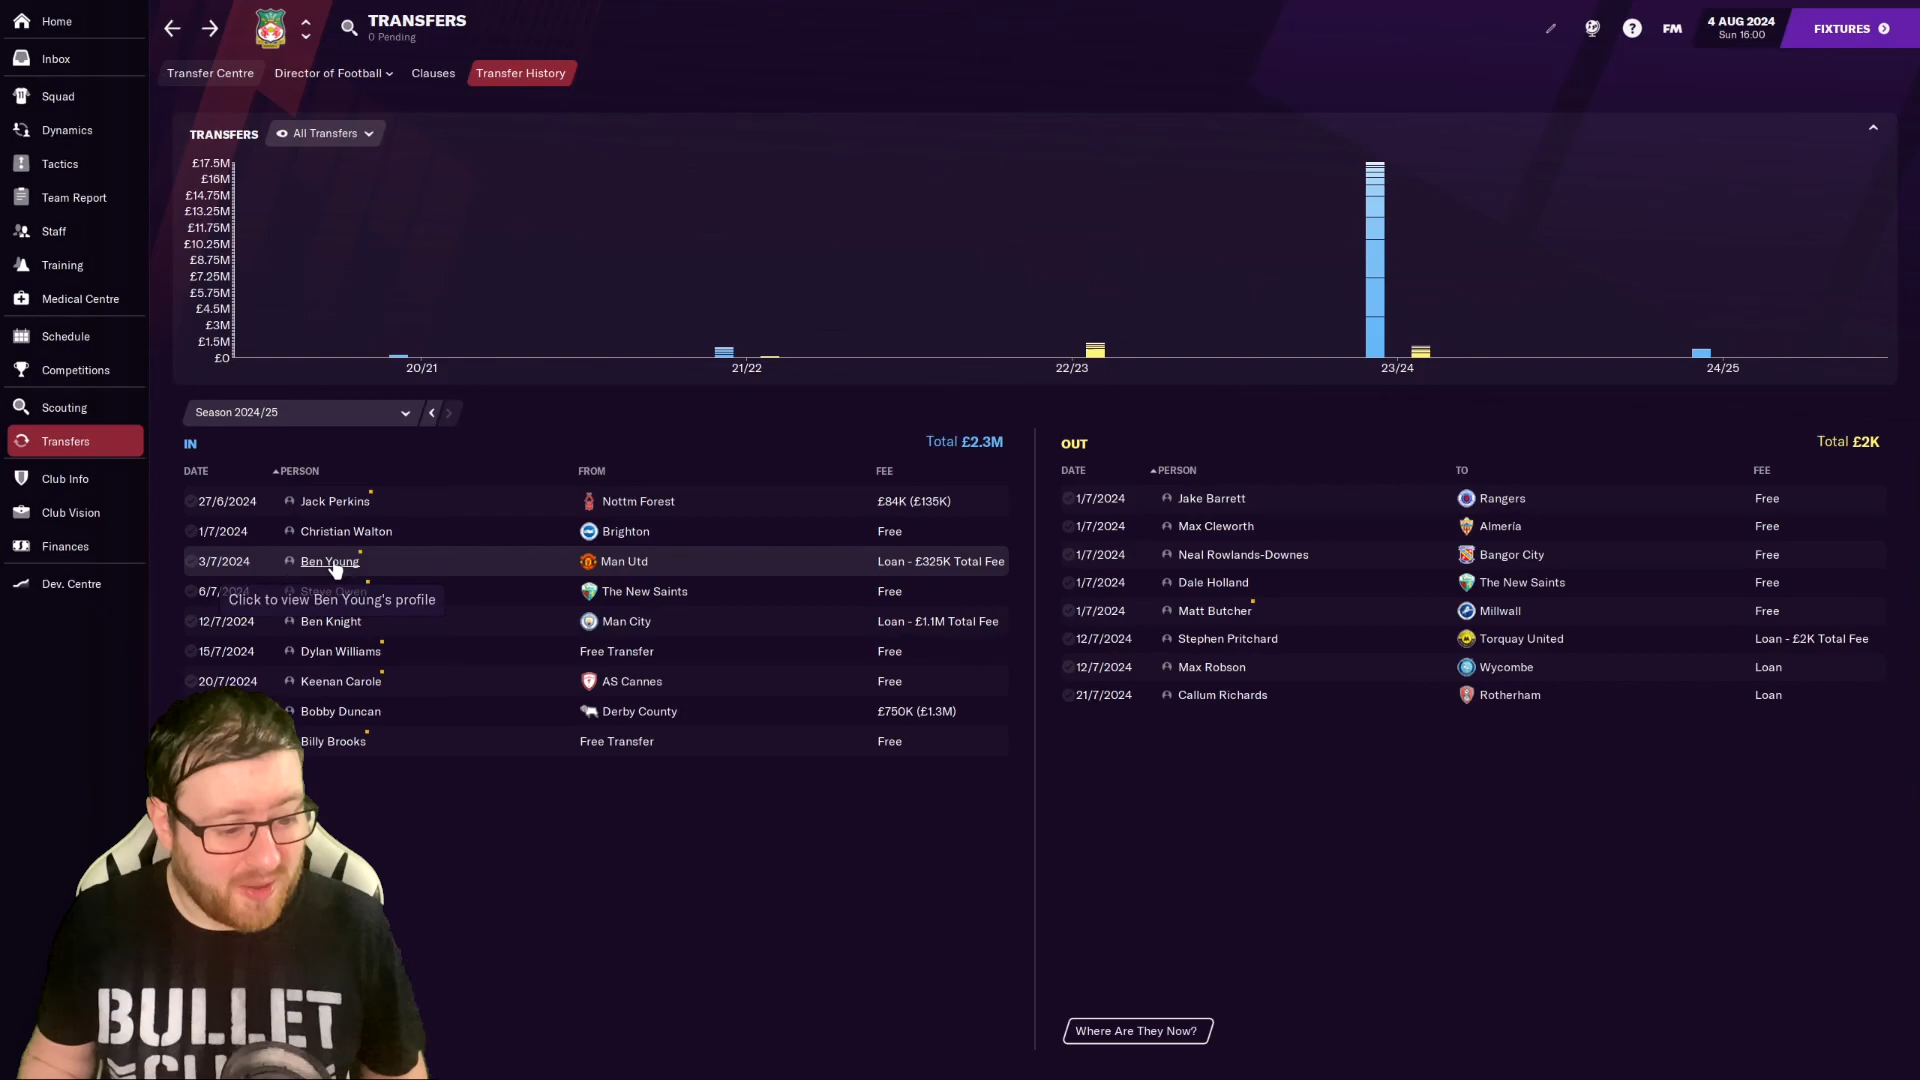 Home
TRANSFERS
0 Pending
FM
4 AUG 2024
Sun 16:00
FIXTURES
Inbox
Squad
Dynamics
Tactics
Team Report
Staff
Training
Medical Centre
Schedule
Competitions
Scouting
Transfers
Club Info
Club Vision
Finances
Dev. Centre
Transfer Centre Director of Football Clauses Transfer History
TRANSFERS All Transfers
£17.5M
£16M
£14.75M
£13.25M
£11.75M
£10.25M
£8.75M
£7.25M
£5.75M
£4.5M
£3M
£1.5M
£0
20/21 21/22 22/23 23/24 24/25
Season 2024/25
IN Total £2.3M
DATE PERSON FROM FEE
27/6/2024 Jack Perkins Nottm Forest £84K (£135K)
1/7/2024 Christian Walton Brighton Free
3/7/2024 Ben Young Man Utd Loan - £325K Total Fee
6/7/2024 Steve Owen The New Saints Free
Click to view Ben Young's profile
12/7/2024 Ben Knight Man City Loan - £1.1M Total Fee
15/7/2024 Dylan Williams Free Transfer Free
20/7/2024 Keenan Carole AS Cannes Free
Bobby Duncan Derby County £750K (£1.3M)
Billy Brooks Free Transfer Free
OUT Total £2K
DATE PERSON TO FEE
1/7/2024 Jake Barrett Rangers Free
1/7/2024 Max Cleworth Almería Free
1/7/2024 Neal Rowlands-Downes Bangor City Free
1/7/2024 Dale Holland The New Saints Free
1/7/2024 Matt Butcher Millwall Free
12/7/2024 Stephen Pritchard Torquay United Loan - £2K Total Fee
12/7/2024 Max Robson Wycombe Loan
21/7/2024 Callum Richards Rotherham Loan
Where Are They Now?
BULLET